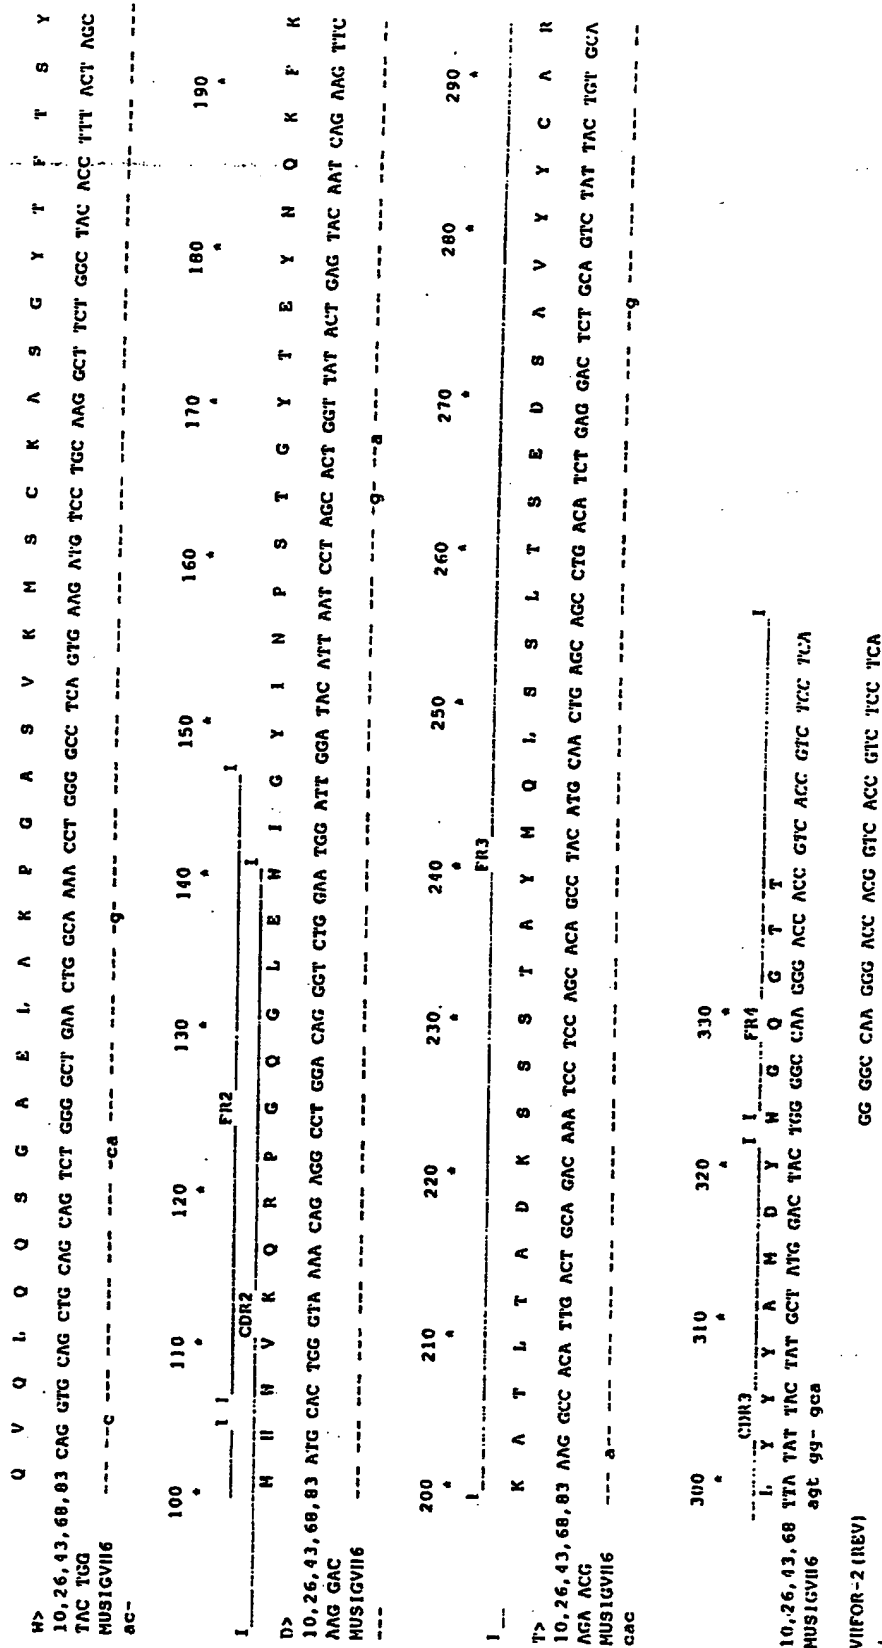 Q V Q L Q Q S G A E L A K P G A S V K M S C K A S G Y T F T S Y
W>
10,26,43,68,83 CAG GTG CAG CTG CAG CAG TCT GGG GCT GAA CTG GCA AAA CCT GGG GCC TCA GTG AAG ATG TCC TGC AAG GCT TCT GGC TAC ACC TTT ACT AGC
TAC TGG
MUSIGVH6 --- --c --- --- --- --- -ca --- --- --- --- --- -g- --- --- --- --- --- --- --- --- --- --- --- --- --- --- --- --- --- ---
ac-
100 110 120 130 140 150 160 170 180 190
* * * * * * * * * *
I I FR2 I
I CDR2 I
M H W V K Q R P G Q G L E W I G Y I N P S T G Y T E Y N Q K F K
D>
10,26,43,68,83 ATG CAC TGG GTA AAA CAG AGG CCT GGA CAG GGT CTG GAA TGG ATT GGA TAC ATT AAT CCT AGC ACT GGT TAT ACT GAG TAC AAT CAG AAG TTC
AAG GAC
MUSIGVH6 --- --- --- --- --- --- --- --- --- --- --- --- --- --- --- --- --- --- --- --- --- -g- --a --- --- --- --- --- --- --- ---
---
200 210 220 230 240 250 260 270 280 290
* * * * * * * * * *
I FR3
I
K A T L T A D K S S S T A Y M Q L S S L T S E D S A V Y Y C A R
T>
10,26,43,68,83 AAG GCC ACA TTG ACT GCA GAC AAA TCC TCC AGC ACA GCC TAC ATG CAA CTG AGC AGC CTG ACA TCT GAG GAC TCT GCA GTC TAT TAC TGT GCA
AGA ACG
MUSIGVH6 --- a-- --- --- --- --- --- --- --- --- --- --- --- --- --- --- --- --- --- --- --- --- --- --- --- --g --- --- --- --- ---
cac
300 310 320 330
* * * *
CDR3 I I FR4 I
L Y Y Y A M D Y W G Q G T T
10,26,43,68 TTA TAT TAC TAT GCT ATG GAC TAC TGG GGC CAA GGG ACC ACC GTC ACC GTC TCC TCA
MUSIGVH6 agt gg- gca
VHFOR-2(REV) GG GGC CAA GGG ACC ACG GTC ACC GTC TCC TCA